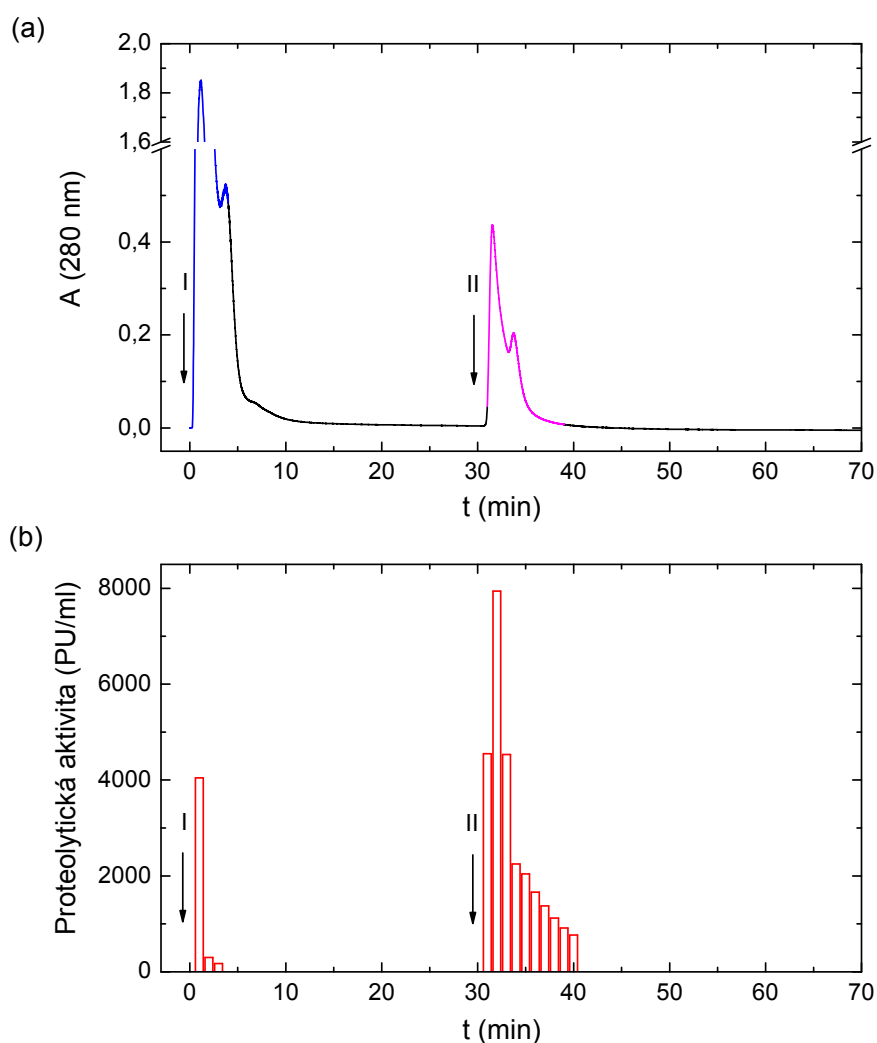 (a)
2,0
1,8
1,6
0,4
0,2
0,0
A (280 nm)
I
II
0 10 20 30 40 50 60 70
t (min)
(b)
8000
6000
4000
2000
0
Proteolytická aktivita (PU/ml)
I
II
0 10 20 30 40 50 60 70
t (min)